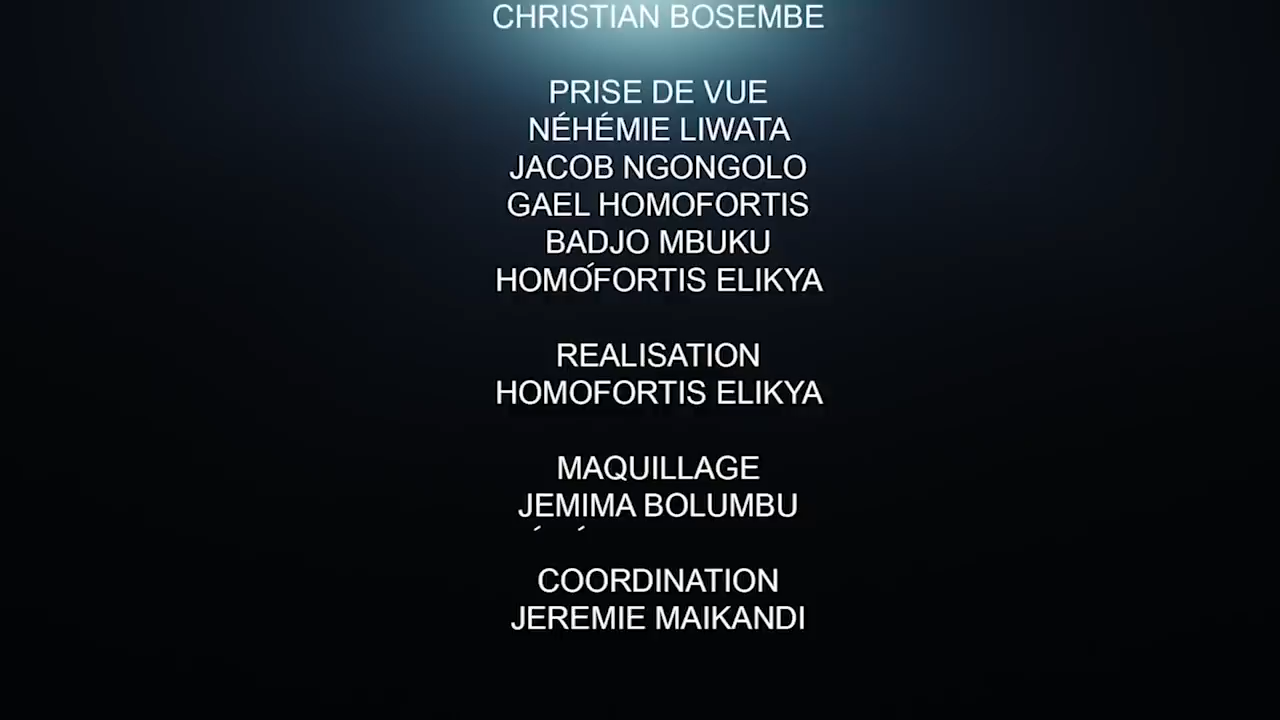 CHRISTIAN BOSEMBE
PRISE DE VUE
NÉHÉMIE LIWATA
JACOB NGONGOLO
GAEL HOMOFORTIS
BADJO MBUKU
HOMOFORTIS ELIKYA
REALISATION
HOMOFORTIS ELIKYA
MAQUILLAGE
JEMIMA BOLUMBU
COORDINATION
JEREMIE MAIKANDI